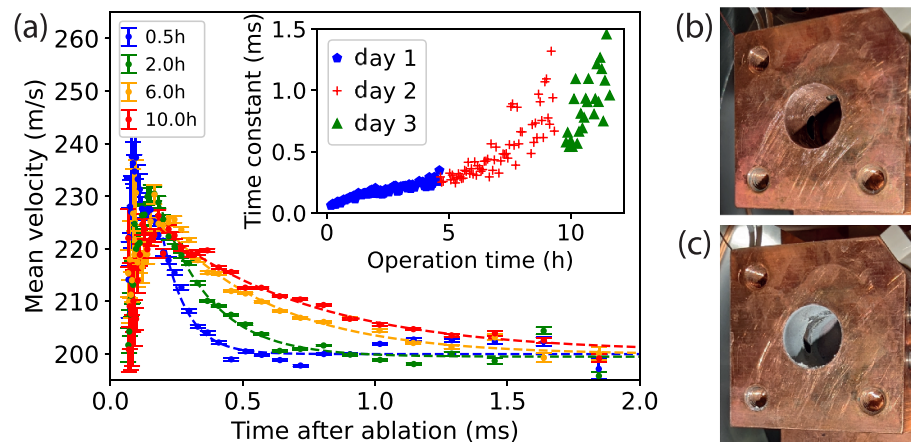 (a)
260
250
240
230
220
210
200
Mean velocity (m/s)
0.5h
2.0h
6.0h
10.0h
0.0
0.5
1.0
1.5
2.0
Time after ablation (ms)
Time constant (ms)
1.5
1.0
0.5
0.0
day 1
day 2
day 3
0
5
10
Operation time (h)
(b)
(c)